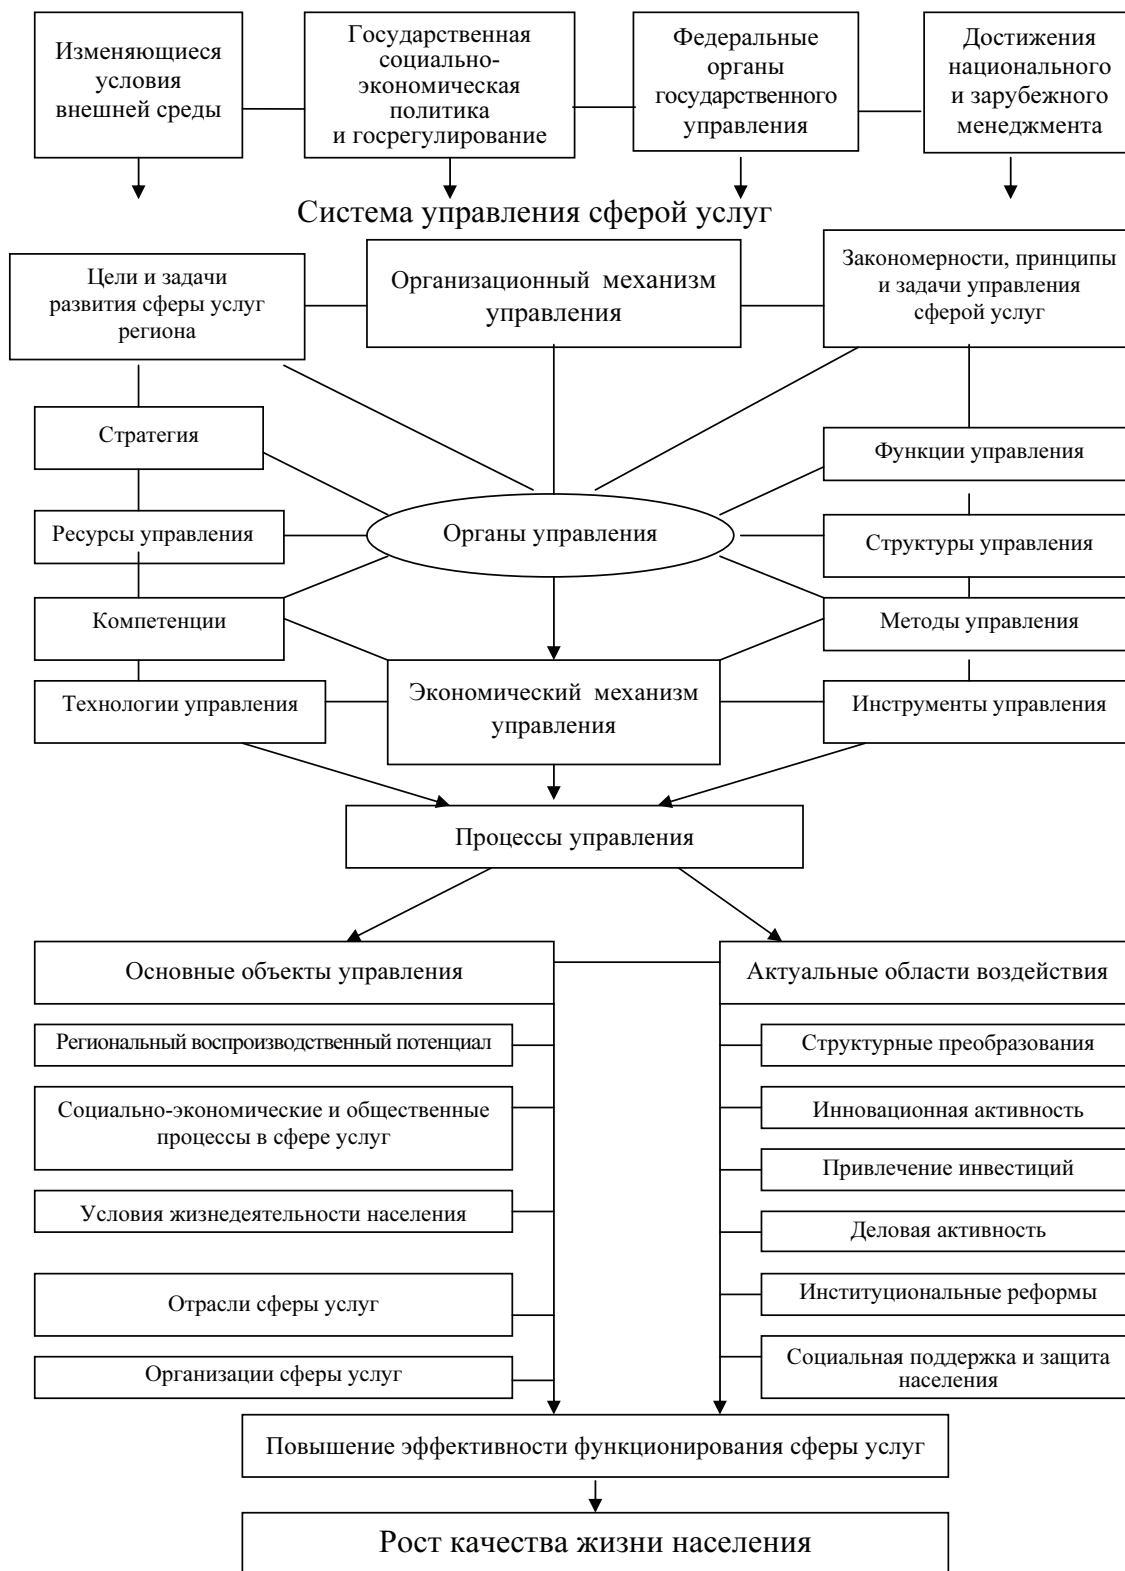 Изменяющиеся
условия
внешней среды
Государственная
социально-
экономическая
политика
и госрегулирование
Федеральные
органы
государственного
управления
Достижения
национального
и зарубежного
менеджмента
Система управления сферой услуг
Цели и задачи
развития сферы услуг
региона
Организационный механизм
управления
Закономерности, принципы
и задачи управления
сферой услуг
Стратегия
Функции управления
Ресурсы управления
Органы управления
Структуры управления
Компетенции
Методы управления
Технологии управления
Экономический механизм
управления
Инструменты управления
Процессы управления
Основные объекты управления
Актуальные области воздействия
Региональный воспроизводственный потенциал
Социально-экономические и общественные
процессы в сфере услуг
Условия жизнедеятельности населения
Отрасли сферы услуг
Организации сферы услуг
Структурные преобразования
Инновационная активность
Привлечение инвестиций
Деловая активность
Институциональные реформы
Социальная поддержка и защита
населения
Повышение эффективности функционирования сферы услуг
Рост качества жизни населения